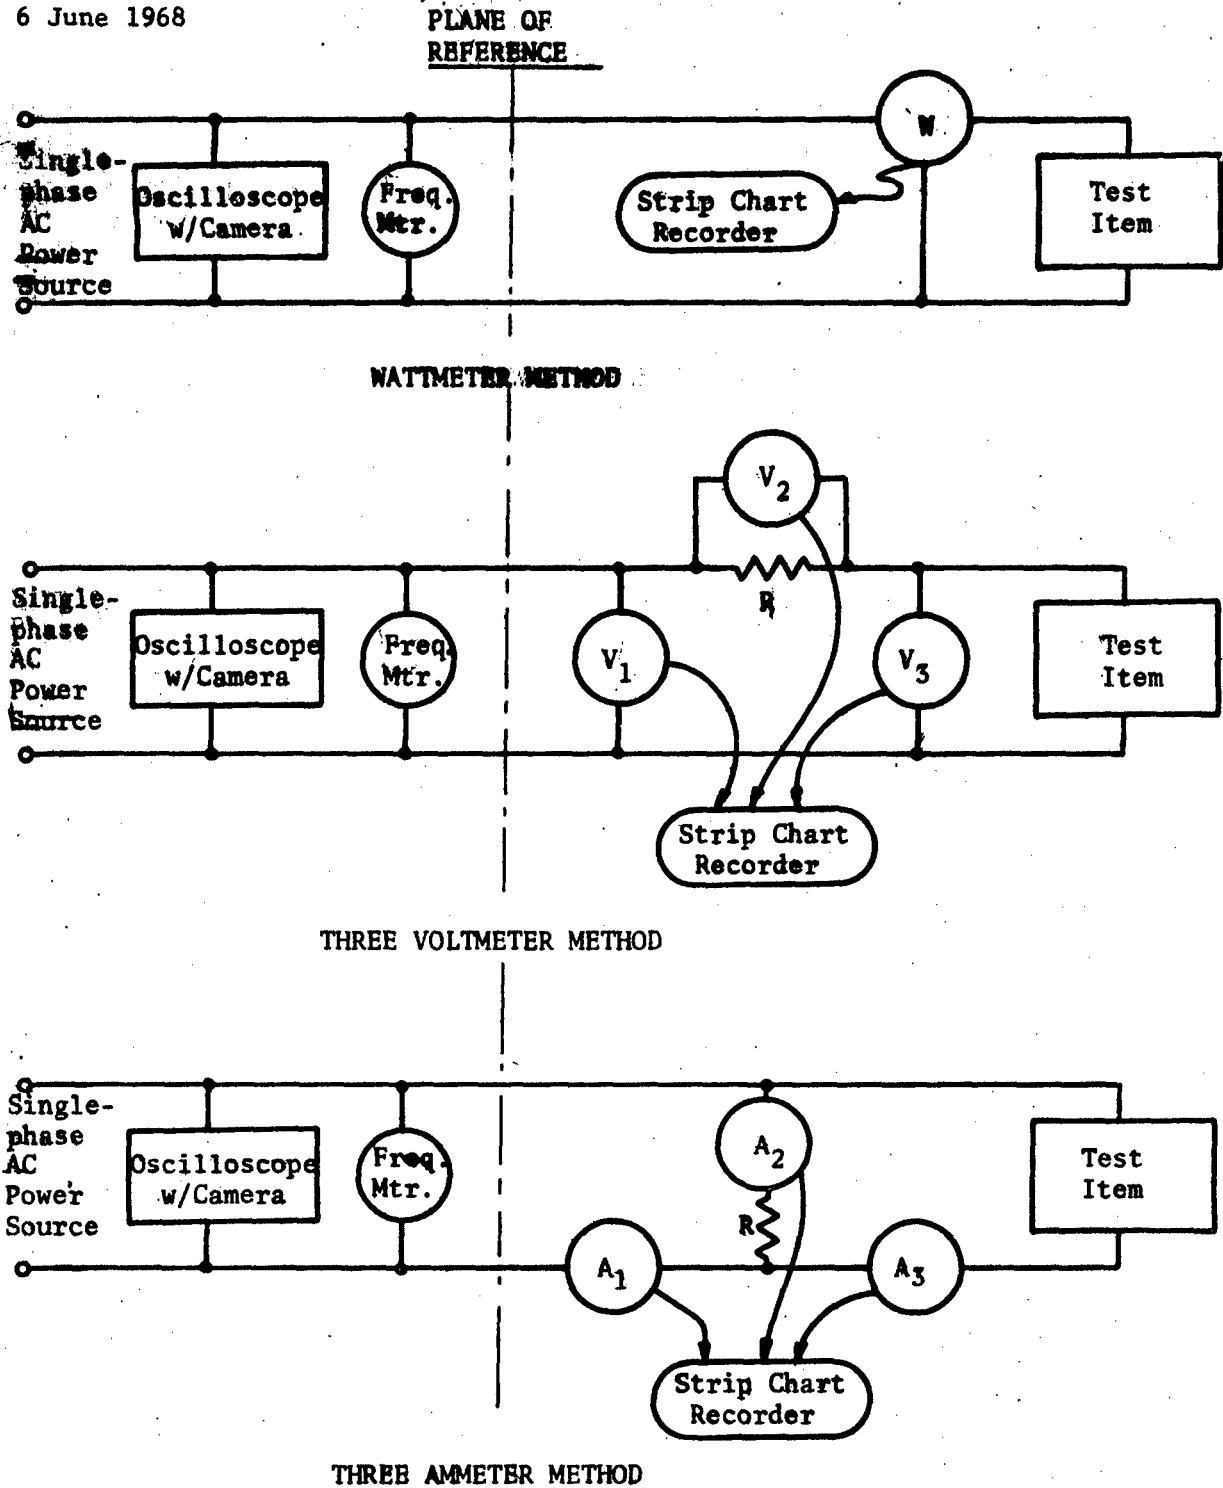 6 June 1968
PLANE OF
REFERENCE
Single-
phase
AC
Power
Source
Oscilloscope
w/Camera
Freq.
Mtr.
Strip Chart
Recorder
W
Test
Item
WATTMETER METHOD
V2
R
Single-
phase
AC
Power
Source
Oscilloscope
w/Camera
Freq.
Mtr.
V1
V3
Test
Item
Strip Chart
Recorder
THREE VOLTMETER METHOD
Single-
phase
AC
Power
Source
Oscilloscope
w/Camera
Freq.
Mtr.
A2
R
A1
A3
Test
Item
Strip Chart
Recorder
THREE AMMETER METHOD